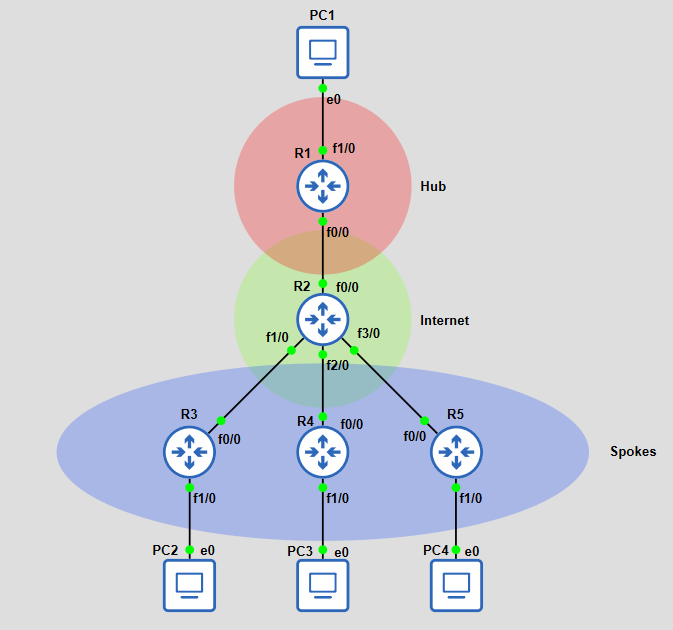 PC1
e0
R1 f1/0
Hub
f0/0
R2 f0/0
Internet
f1/0 f3/0
f2/0
R3 R4 R5
f0/0 f0/0 f0/0
Spokes
f1/0 f1/0 f1/0
PC2 e0 PC3 e0 PC4 e0